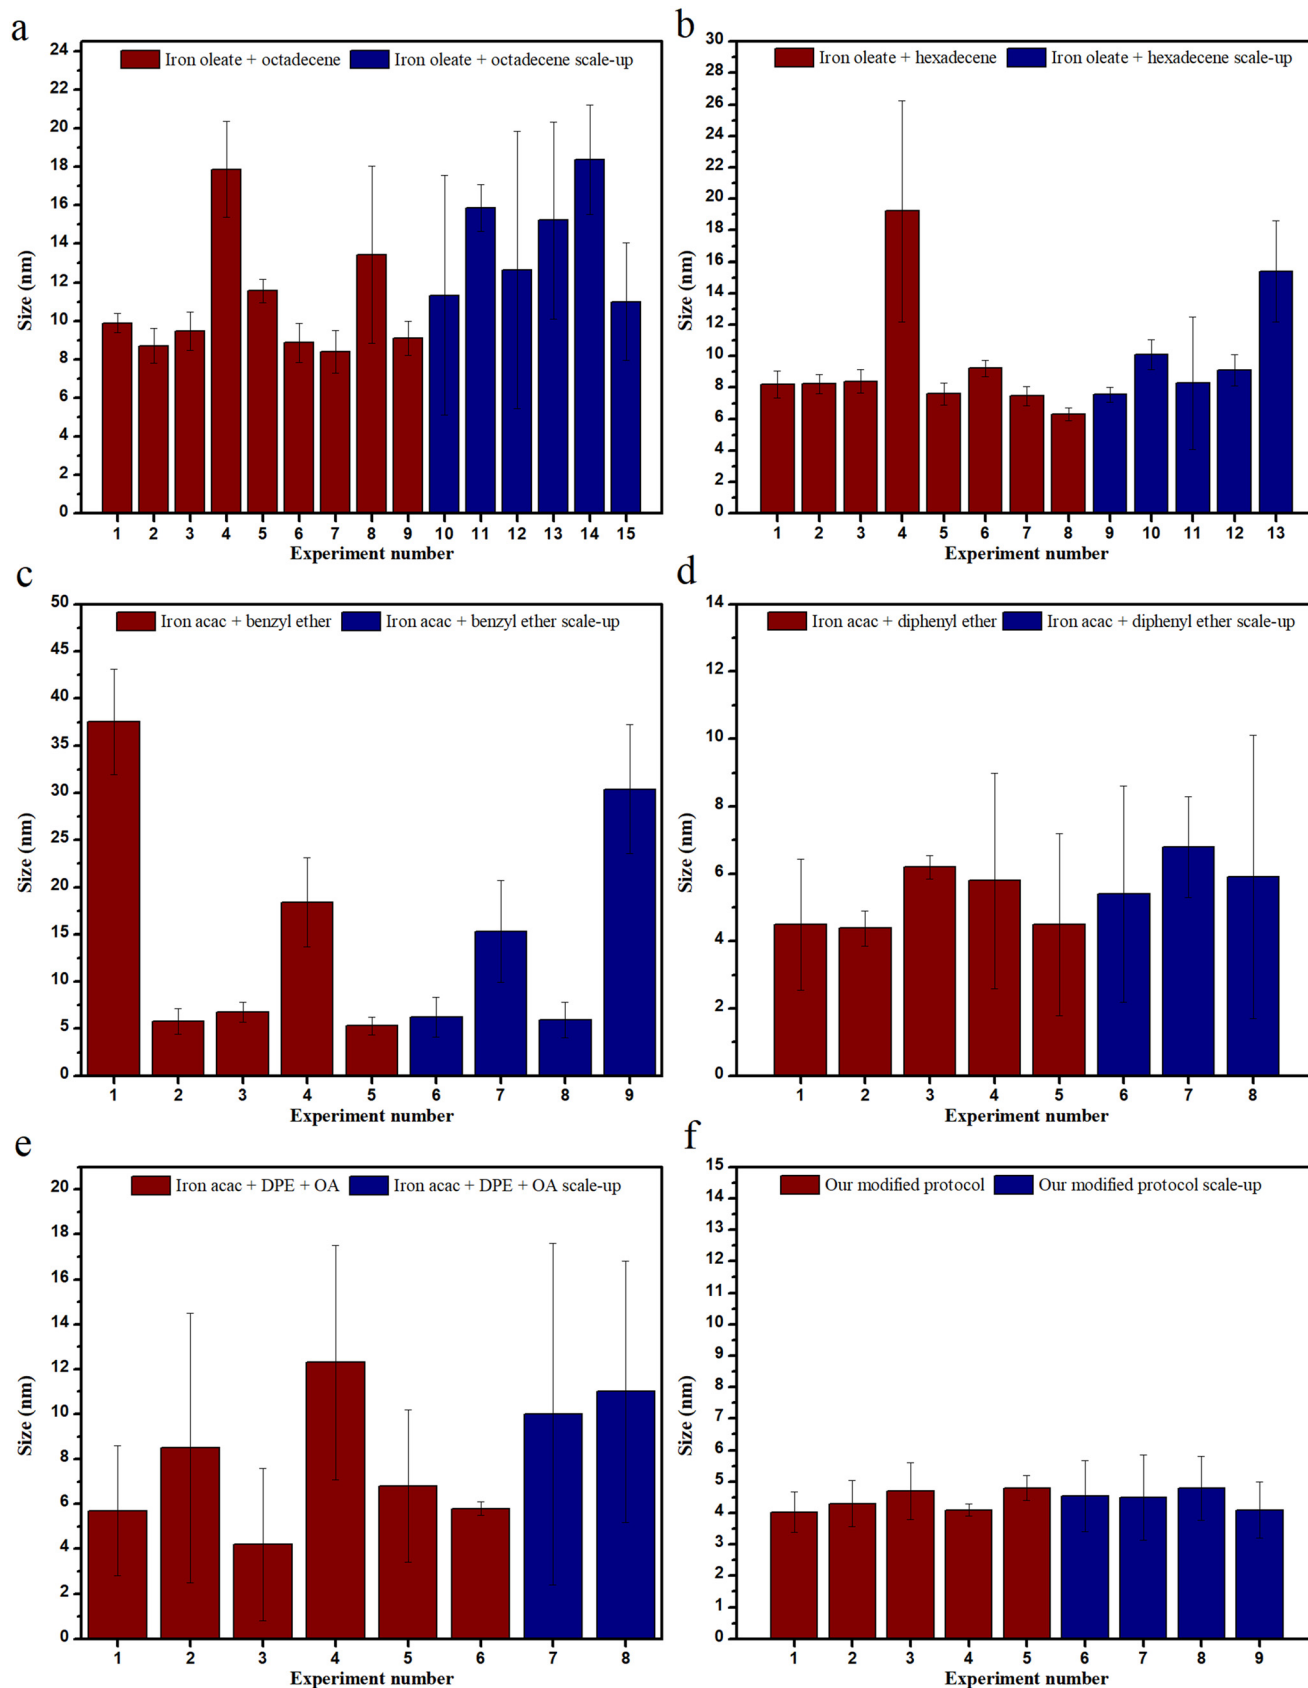 a
Iron oleate + octadecene Iron oleate + octadecene scale-up
Size (nm)
24
22
20
18
16
14
12
10
8
6
4
2
0
1 2 3 4 5 6 7 8 9 10 11 12 13 14 15
Experiment number
b
Iron oleate + hexadecene Iron oleate + hexadecene scale-up
Size (nm)
30
28
26
24
22
20
18
16
14
12
10
8
6
4
2
0
1 2 3 4 5 6 7 8 9 10 11 12 13
Experiment number
c
Iron acac + benzyl ether Iron acac + benzyl ether scale-up
Size (nm)
50
45
40
35
30
25
20
15
10
5
0
1 2 3 4 5 6 7 8 9
Experiment number
d
Iron acac + diphenyl ether Iron acac + diphenyl ether scale-up
Size (nm)
14
12
10
8
6
4
2
0
1 2 3 4 5 6 7 8
Experiment number
e
Iron acac + DPE + OA Iron acac + DPE + OA scale-up
Size (nm)
20
18
16
14
12
10
8
6
4
2
0
1 2 3 4 5 6 7 8
Experiment number
f
Our modified protocol Our modified protocol scale-up
Size (nm)
15
14
13
12
11
10
9
8
7
6
5
4
3
2
1
0
1 2 3 4 5 6 7 8 9
Experiment number